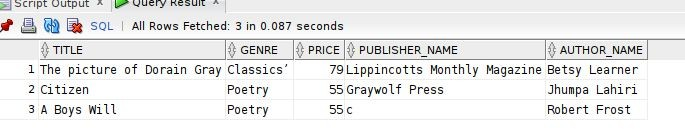 Script Output × Query Result ×
SQL | All Rows Fetched: 3 in 0.087 seconds
TITLE GENRE PRICE PUBLISHER_NAME AUTHOR_NAME
1 The picture of Dorain Gray Classics’ 79 Lippincotts Monthly Magazine Betsy Learner
2 Citizen Poetry 55 Graywolf Press Jhumpa Lahiri
3 A Boys Will Poetry 55 c Robert Frost